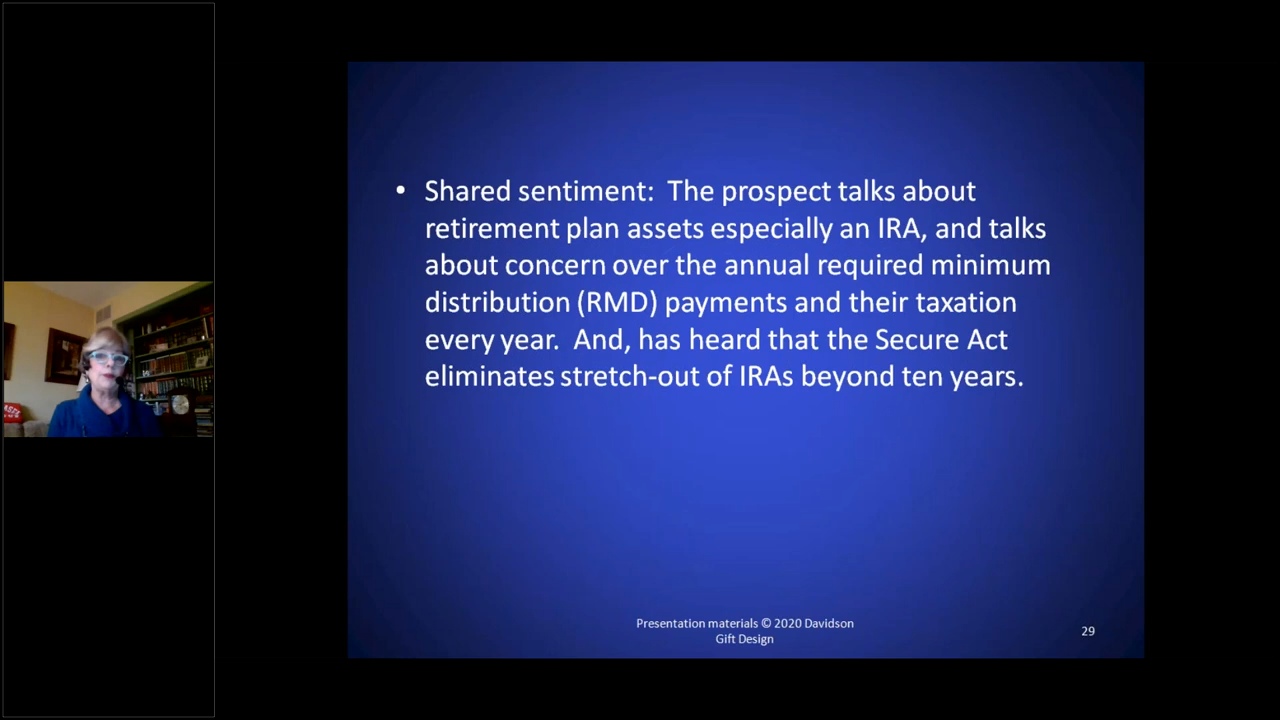 • Shared sentiment:  The prospect talks about
retirement plan assets especially an IRA, and talks
about concern over the annual required minimum
distribution (RMD) payments and their taxation
every year.  And, has heard that the Secure Act
eliminates stretch-out of IRAs beyond ten years.
Presentation materials © 2020 Davidson
Gift Design
29